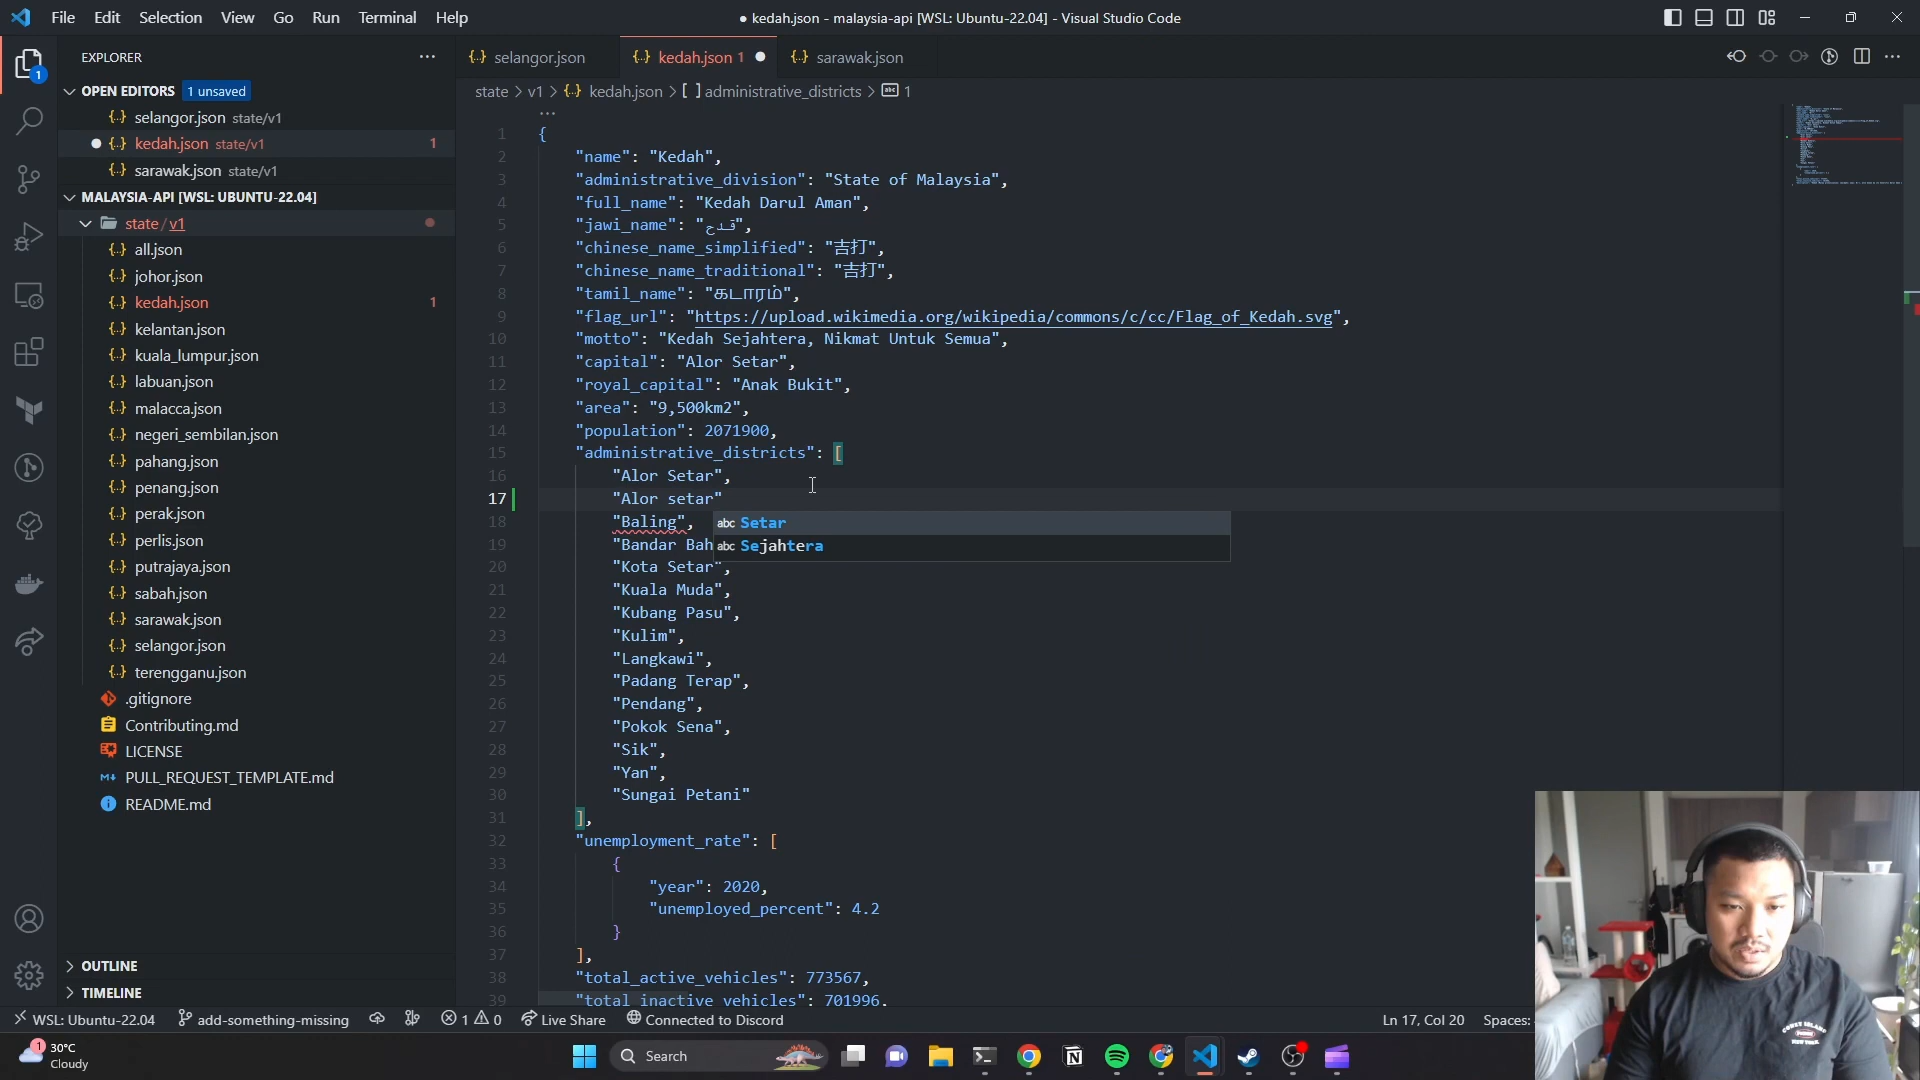 File Edit Selection View Go Run Terminal Help
● kedah.json - malaysia-api [WSL: Ubuntu-22.04] - Visual Studio Code
EXPLORER
OPEN EDITORS 1 unsaved
selangor.json state/v1
kedah.json state/v1 1
sarawak.json state/v1
MALAYSIA-API [WSL: UBUNTU-22.04]
state / v1
all.json
johor.json
kedah.json 1
kelantan.json
kuala_lumpur.json
labuan.json
malacca.json
negeri_sembilan.json
pahang.json
penang.json
perak.json
perlis.json
putrajaya.json
sabah.json
sarawak.json
selangor.json
terengganu.json
.gitignore
Contributing.md
LICENSE
PULL_REQUEST_TEMPLATE.md
README.md
OUTLINE
TIMELINE
selangor.json kedah.json 1 sarawak.json
state > v1 > {··} kedah.json > [ ] administrative_districts > abc 1
1 {
2 "name": "Kedah",
3 "administrative_division": "State of Malaysia",
4 "full_name": "Kedah Darul Aman",
5 "jawi_name": "قدح",
6 "chinese_name_simplified": "吉打",
7 "chinese_name_traditional": "吉打",
8 "tamil_name": "கடாரம்",
9 "flag_url": "https://upload.wikimedia.org/wikipedia/commons/c/cc/Flag_of_Kedah.svg",
10 "motto": "Kedah Sejahtera, Nikmat Untuk Semua",
11 "capital": "Alor Setar",
12 "royal_capital": "Anak Bukit",
13 "area": "9,500km2",
14 "population": 2071900,
15 "administrative_districts": [
16 "Alor Setar",
17 "Alor setar"
18 "Baling", abc Setar
19 "Bandar Bah abc Sejahtera
20 "Kota Setar",
21 "Kuala Muda",
22 "Kubang Pasu",
23 "Kulim",
24 "Langkawi",
25 "Padang Terap",
26 "Pendang",
27 "Pokok Sena",
28 "Sik",
29 "Yan",
30 "Sungai Petani"
31 ],
32 "unemployment_rate": [
33 {
34 "year": 2020,
35 "unemployed_percent": 4.2
36 }
37 ],
38 "total_active_vehicles": 773567,
39 "total_inactive_vehicles": 701996,
WSL: Ubuntu-22.04 add-something-missing 1 0 Live Share Connected to Discord Ln 17, Col 20 Spaces:
1 30°C
Cloudy
Search